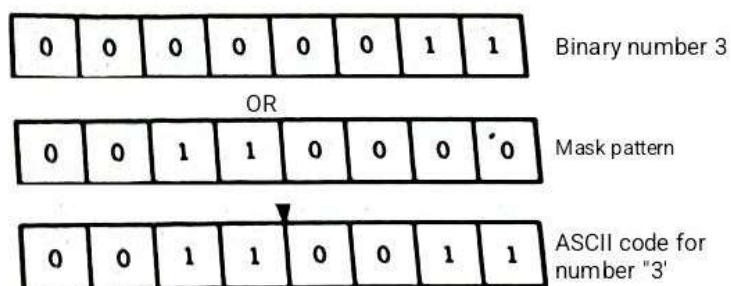 0 0 0 0 0 0 1 1 Binary number 3
OR
0 0 1 1 0 0 0 0 Mask pattern
0 0 1 1 0 0 1 1 ASCII code for
number "3'